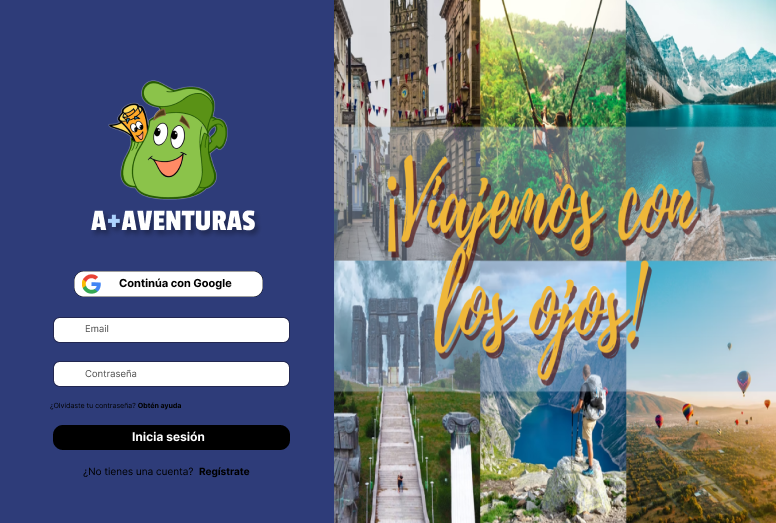 A+AVENTURAS
Continúa con Google
Email
Contraseña
¿Olvidaste tu contraseña? Obtón ayuda
Inicia sesión
¿No tienes una cuenta? Regístrate
¡Viajemos con
los ojos!